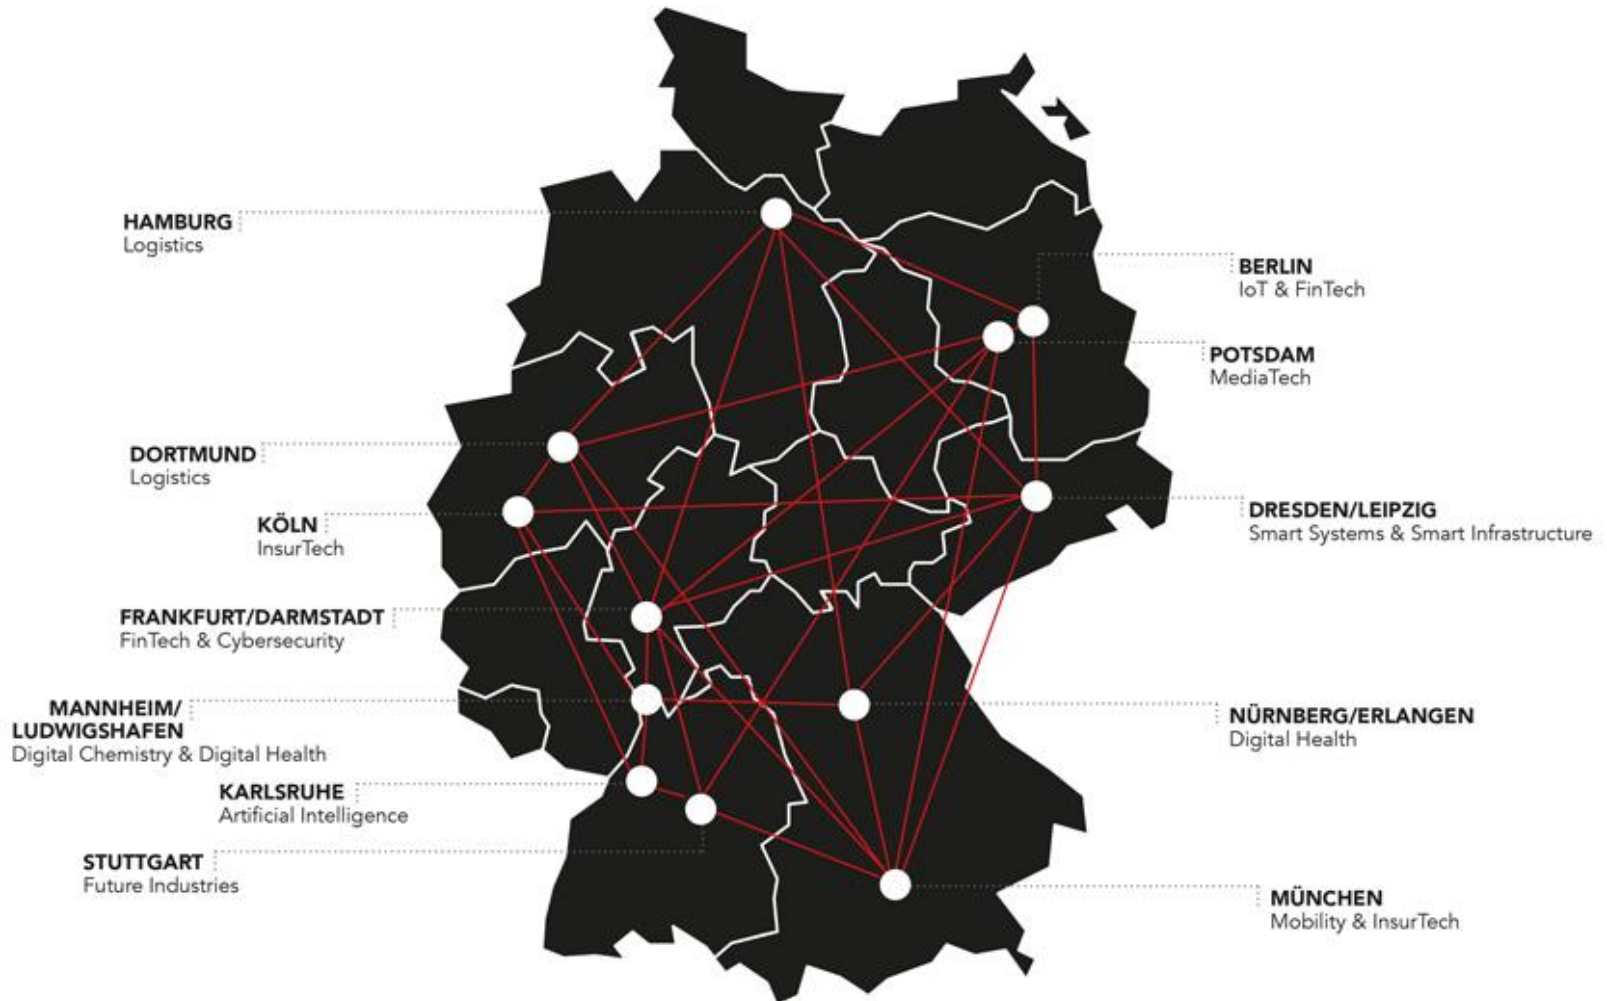 HAMBURG
Logistics
BERLIN
IoT & FinTech
POTSDAM
MediaTech
DORTMUND
Logistics
KÖLN
InsurTech
DRESDEN/LEIPZIG
Smart Systems & Smart Infrastructure
FRANKFURT/DARMSTADT
FinTech & Cybersecurity
MANNHEIM/
LUDWIGSHAFEN
Digital Chemistry & Digital Health
NÜRNBERG/ERLANGEN
Digital Health
KARLSRUHE
Artificial Intelligence
STUTTGART
Future Industries
MÜNCHEN
Mobility & InsurTech